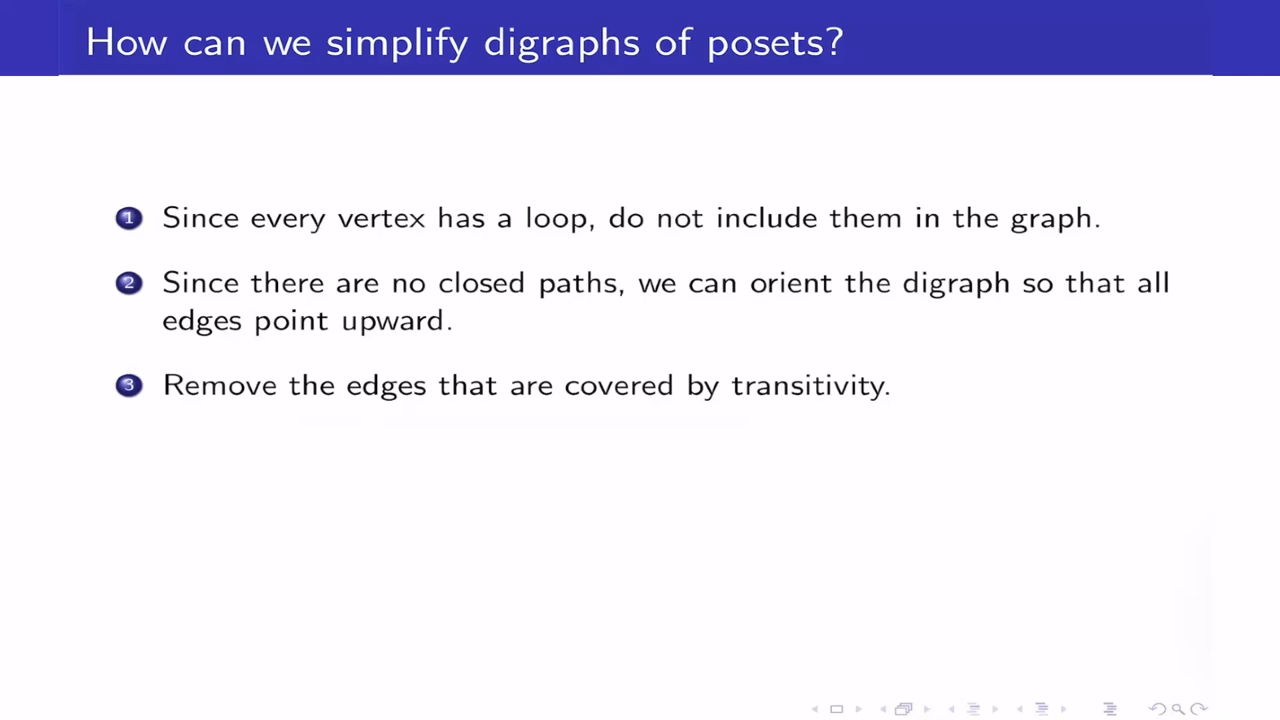 How can we simplify digraphs of posets?
1 Since every vertex has a loop, do not include them in the graph.
2 Since there are no closed paths, we can orient the digraph so that all
edges point upward.
3 Remove the edges that are covered by transitivity.